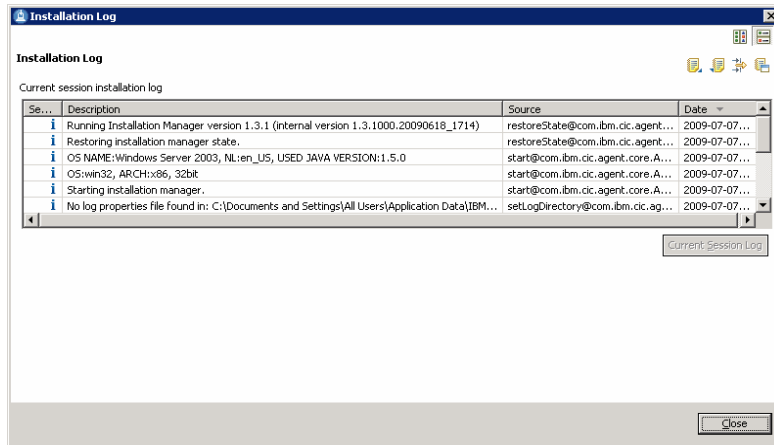 Installation Log
Installation Log
Current session installation log
Se... Description Source Date
Running Installation Manager version 1.3.1 (internal version 1.3.1000.20090618_1714) restoreState@com.ibm.cic.agent... 2009-07-07...
Restoring installation manager state. restoreState@com.ibm.cic.agent... 2009-07-07...
OS NAME:Windows Server 2003, NL:en_US, USED JAVA VERSION:1.5.0 start@com.ibm.cic.agent.core.A... 2009-07-07...
OS:win32, ARCH:x86, 32bit start@com.ibm.cic.agent.core.A... 2009-07-07...
Starting installation manager. start@com.ibm.cic.agent.core.A... 2009-07-07...
No log properties file found in: C:\Documents and Settings\All Users\Application Data\IBM... setLogDirectory@com.ibm.cic.ag... 2009-07-07...
Current Session Log
Close